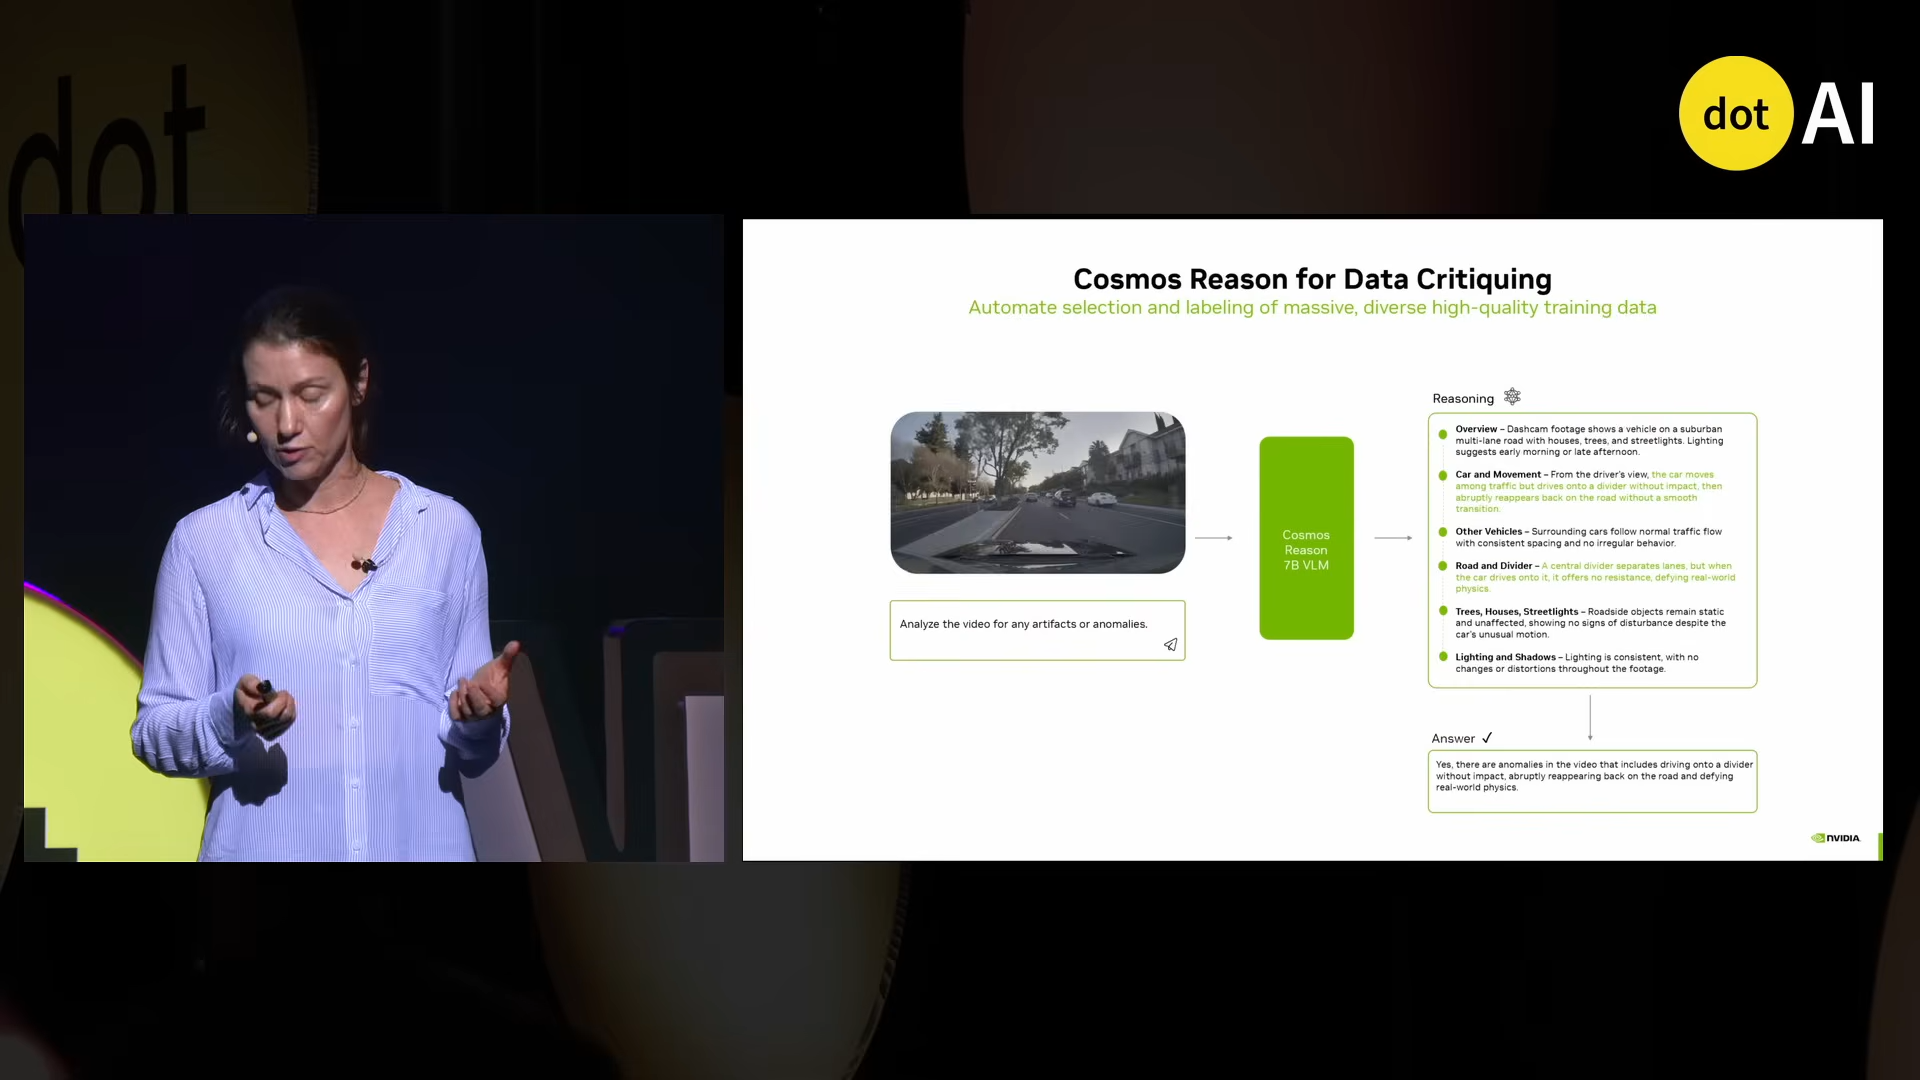 dot
dot AI
Cosmos Reason for Data Critiquing
Automate selection and labeling of massive, diverse high-quality training data
Analyze the video for any artifacts or anomalies.
Cosmos
Reason
7B VLM
Reasoning
Overview – Dashcam footage shows a vehicle on a suburban
multi-lane road with houses, trees, and streetlights. Lighting
suggests early morning or late afternoon.
Car and Movement – From the driver's view, the car moves
among traffic but drives onto a divider without impact, then
abruptly reappears back on the road without a smooth
transition.
Other Vehicles – Surrounding cars follow normal traffic flow
with consistent spacing and no irregular behavior.
Road and Divider – A central divider separates lanes, but when
the car drives onto it, it offers no resistance, defying real-world
physics.
Trees, Houses, Streetlights – Roadside objects remain static
and unaffected, showing no signs of disturbance despite the
car's unusual motion.
Lighting and Shadows – Lighting is consistent, with no
changes or distortions throughout the footage.
Answer ✓
Yes, there are anomalies in the video that includes driving onto a divider
without impact, abruptly reappearing back on the road and defying
real-world physics.
NVIDIA